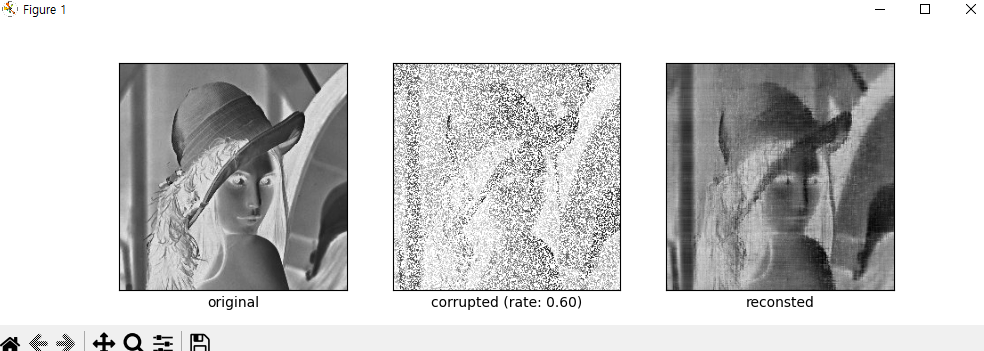 Figure 1
original
corrupted (rate: 0.60)
reconsted